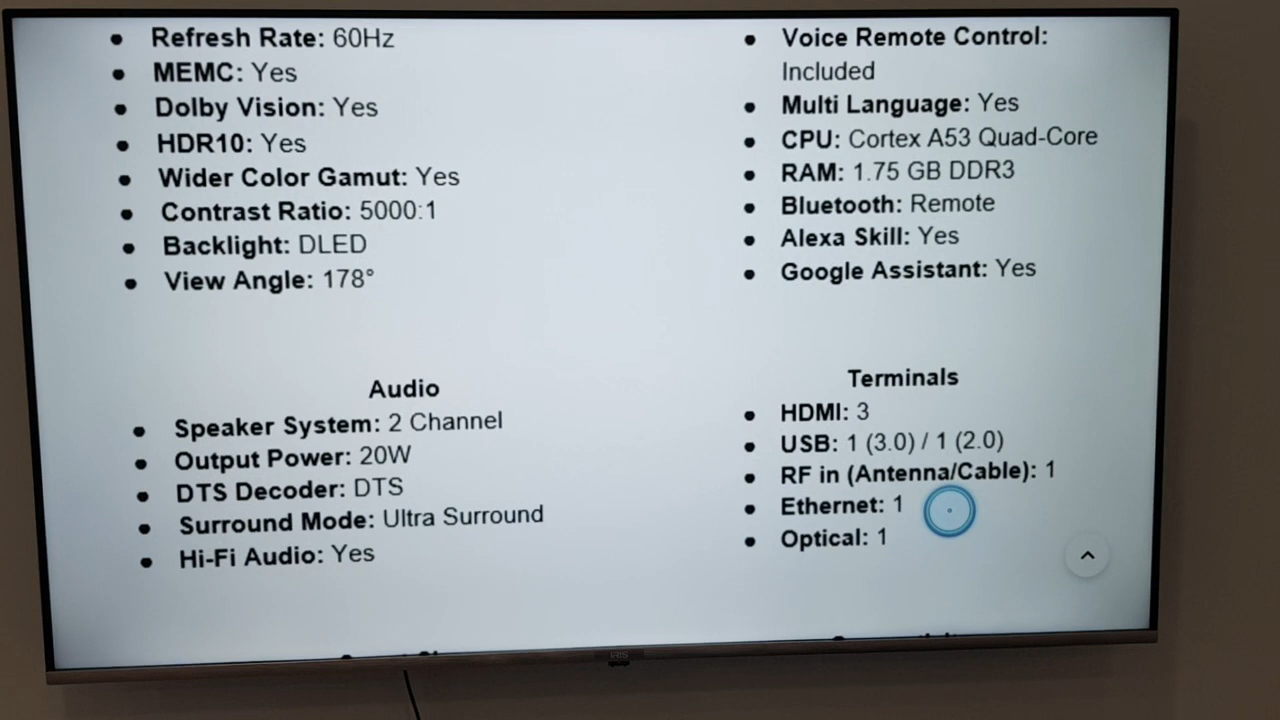 Refresh Rate: 60Hz
MEMC: Yes
Dolby Vision: Yes
HDR10: Yes
Wider Color Gamut: Yes
Contrast Ratio: 5000:1
Backlight: DLED
View Angle: 178°
Voice Remote Control:
Included
Multi Language: Yes
CPU: Cortex A53 Quad-Core
RAM: 1.75 GB DDR3
Bluetooth: Remote
Alexa Skill: Yes
Google Assistant: Yes
Audio
Speaker System: 2 Channel
Output Power: 20W
DTS Decoder: DTS
Surround Mode: Ultra Surround
Hi-Fi Audio: Yes
Terminals
HDMI: 3
USB: 1 (3.0) / 1 (2.0)
RF in (Antenna/Cable): 1
Ethernet: 1
Optical: 1
IRIS